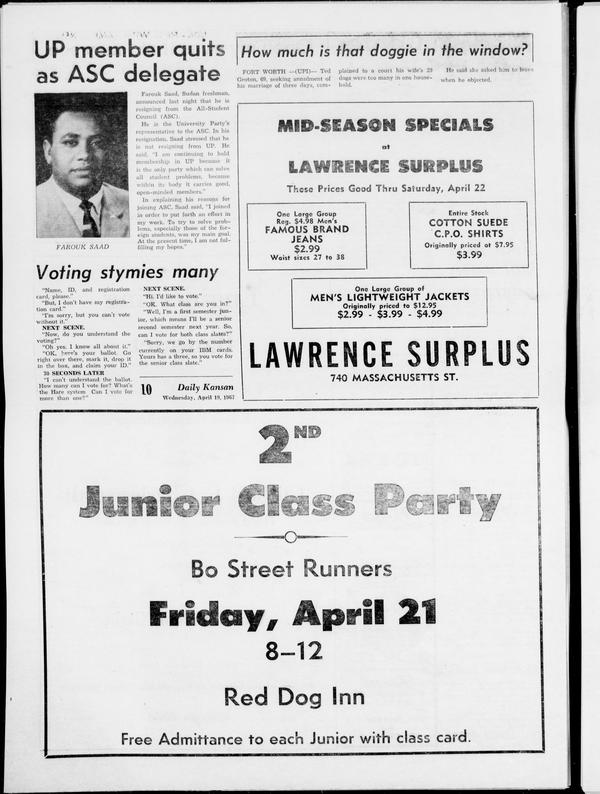 UP member quits
as ASC delegate
FAROUK SAAD
Farouk Saad, Sudan freshman,
announced last night that he is
resigning from the All-Student
Council (ASC).
He is the University Party's
representative to the ASC. In his
resignation, Saad stressed that he
is not resigning from UP. He
said, "I am continuing to hold
membership in UP because it
is the only party which can solve
all student problems, because
within its body it carries good,
open-minded members."
In explaining his reasons for
joining ASC, Saad said, "I joined
in order to put forth an effort in
my work. To try to solve prob-
lems, especially those of the for-
eign students, was my main goal.
At the present time, I am not ful-
filling my hopes."
Voting stymies many
"Name, ID, and registration
card, please."
"But, I don't have my registra-
tion card."
"I'm sorry, but you can't vote
without it."
NEXT SCENE.
"Now, do you understand the
voting?"
"Oh yes. I know all about it."
"OK, here's your ballot. Go
right over there, mark it, drop it
in the box, and claim your ID."
30 SECONDS LATER
"I can't understand the ballot.
How many can I vote for? What's
the Hare system Can I vote for
more than one?"
NEXT SCENE.
"Hi. I'd like to vote."
"OK. What class are you in?"
"Well, I'm a first semester jun-
ior, which means I'll be a senior
second semester next year. So,
can I vote for both class slates?"
"Sorry, we go by the number
currently on your IBM cards.
Yours has a three, so you vote for
the senior class slate."
10 Daily Kansan
Wednesday, April 19, 1967
How much is that doggie in the window?
FORT WORTH —(UPI)— Ted
Geston, 69, seeking annulment of
his marriage of three days, com-
plained to a court his wife's 29
dogs were too many in one house-
hold.
He said she asked him to leave
when he objected.
MID-SEASON SPECIALS
at
LAWRENCE SURPLUS
These Prices Good Thru Saturday, April 22
One Large Group
Reg. $4.98 Men's
FAMOUS BRAND
JEANS
$2.99
Waist sizes 27 to 38
Entire Stock
COTTON SUEDE
C.P.O. SHIRTS
Originally priced at $7.95
$3.99
One Large Group of
MEN'S LIGHTWEIGHT JACKETS
Originally priced to $12.95
$2.99 - $3.99 - $4.99
LAWRENCE SURPLUS
740 MASSACHUSETTS ST.
2ND
Junior Class Party
Bo Street Runners
Friday, April 21
8–12
Red Dog Inn
Free Admittance to each Junior with class card.